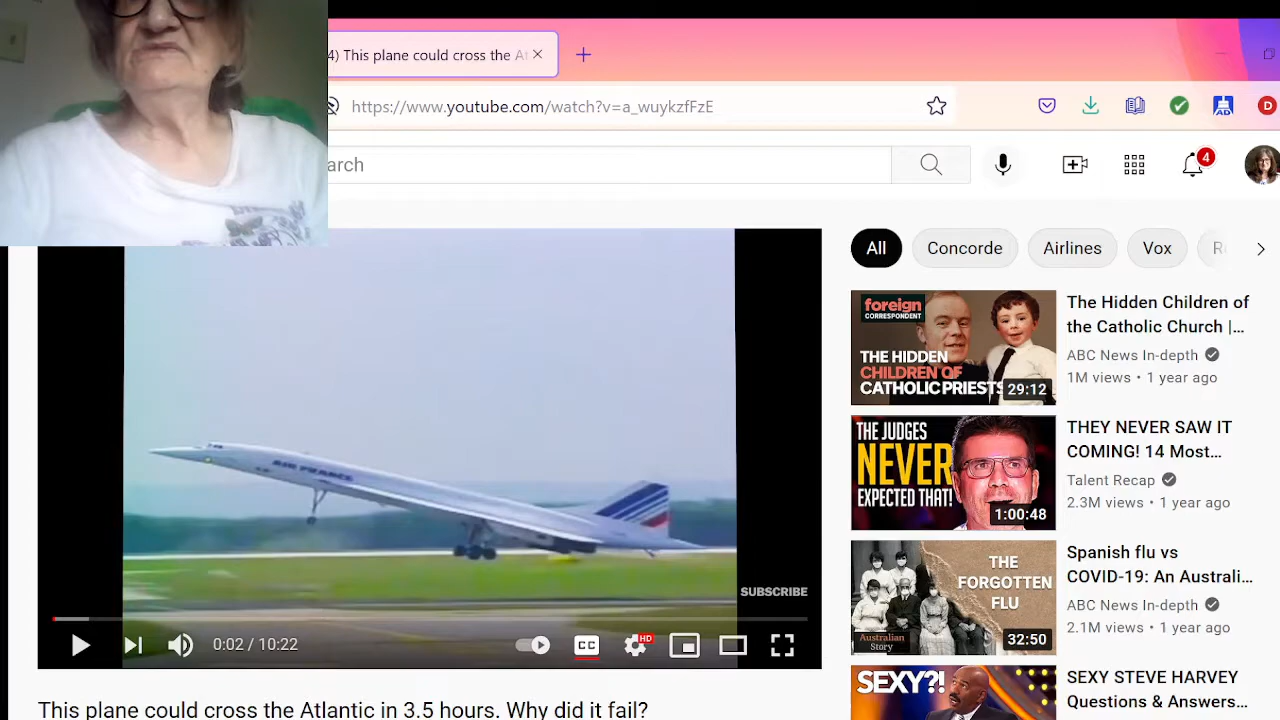 4) This plane could cross the At
https://www.youtube.com/watch?v=a_wuykzfFzE
AD
D
arch
4
All
Concorde
Airlines
Vox
R
AIR FRANCE
SUBSCRIBE
0:02 / 10:22
CC
HD
This plane could cross the Atlantic in 3.5 hours. Why did it fail?
foreign
CORRESPONDENT
THE HIDDEN
CHILDREN OF
CATHOLIC PRIESTS
29:12
The Hidden Children of
the Catholic Church |...
ABC News In-depth
1M views • 1 year ago
THE JUDGES
NEVER
EXPECTED THAT!
1:00:48
THEY NEVER SAW IT
COMING! 14 Most...
Talent Recap
2.3M views • 1 year ago
THE
FORGOTTEN
FLU
Australian
Story
32:50
Spanish flu vs
COVID-19: An Australi...
ABC News In-depth
2.1M views • 1 year ago
SEXY?!
SEXY STEVE HARVEY
Questions & Answers...